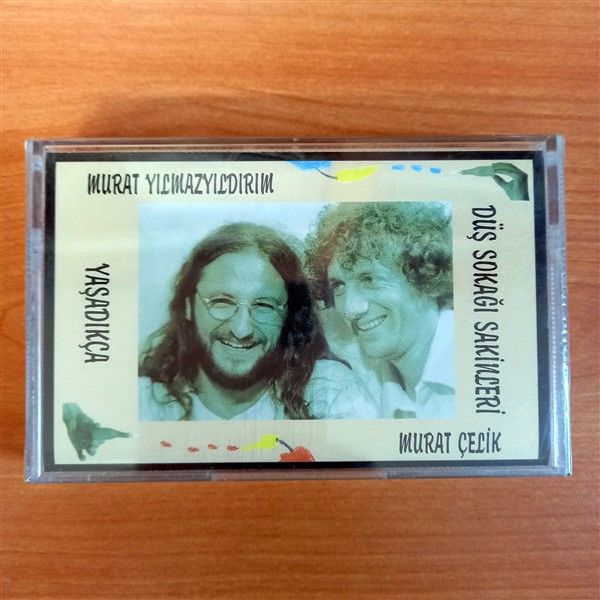 MURAT YILMAZYILDIRIM
YAŞADIKÇA
DÜŞ SOKAĞI SAKİNLERİ
MURAT ÇELİK